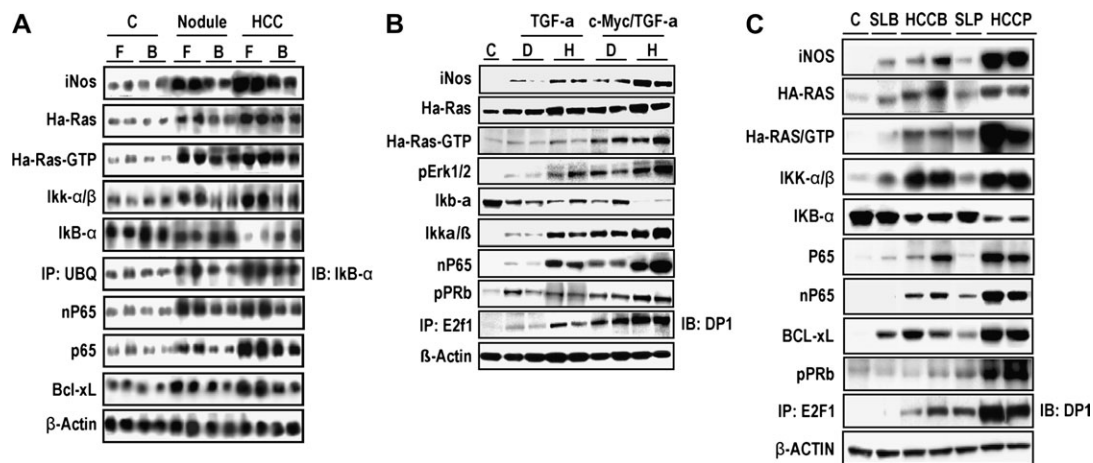 A
C Nodule HCC
F B F B F B
iNos
Ha-Ras
Ha-Ras-GTP
Ikk-α/β
IkB-α
IP: UBQ IB: IkB-α
nP65
p65
Bcl-xL
β-Actin
B
TGF-a c-Myc/TGF-a
C D H D H
iNos
Ha-Ras
Ha-Ras-GTP
pErk1/2
Ikb-a
Ikka/ß
nP65
pPRb
IP: E2f1 IB: DP1
ß-Actin
C
C SLB HCCB SLP HCCP
iNOS
HA-RAS
Ha-RAS/GTP
IKK-α/β
IKB-α
P65
nP65
BCL-xL
pPRb
IP: E2F1 IB: DP1
β-ACTIN